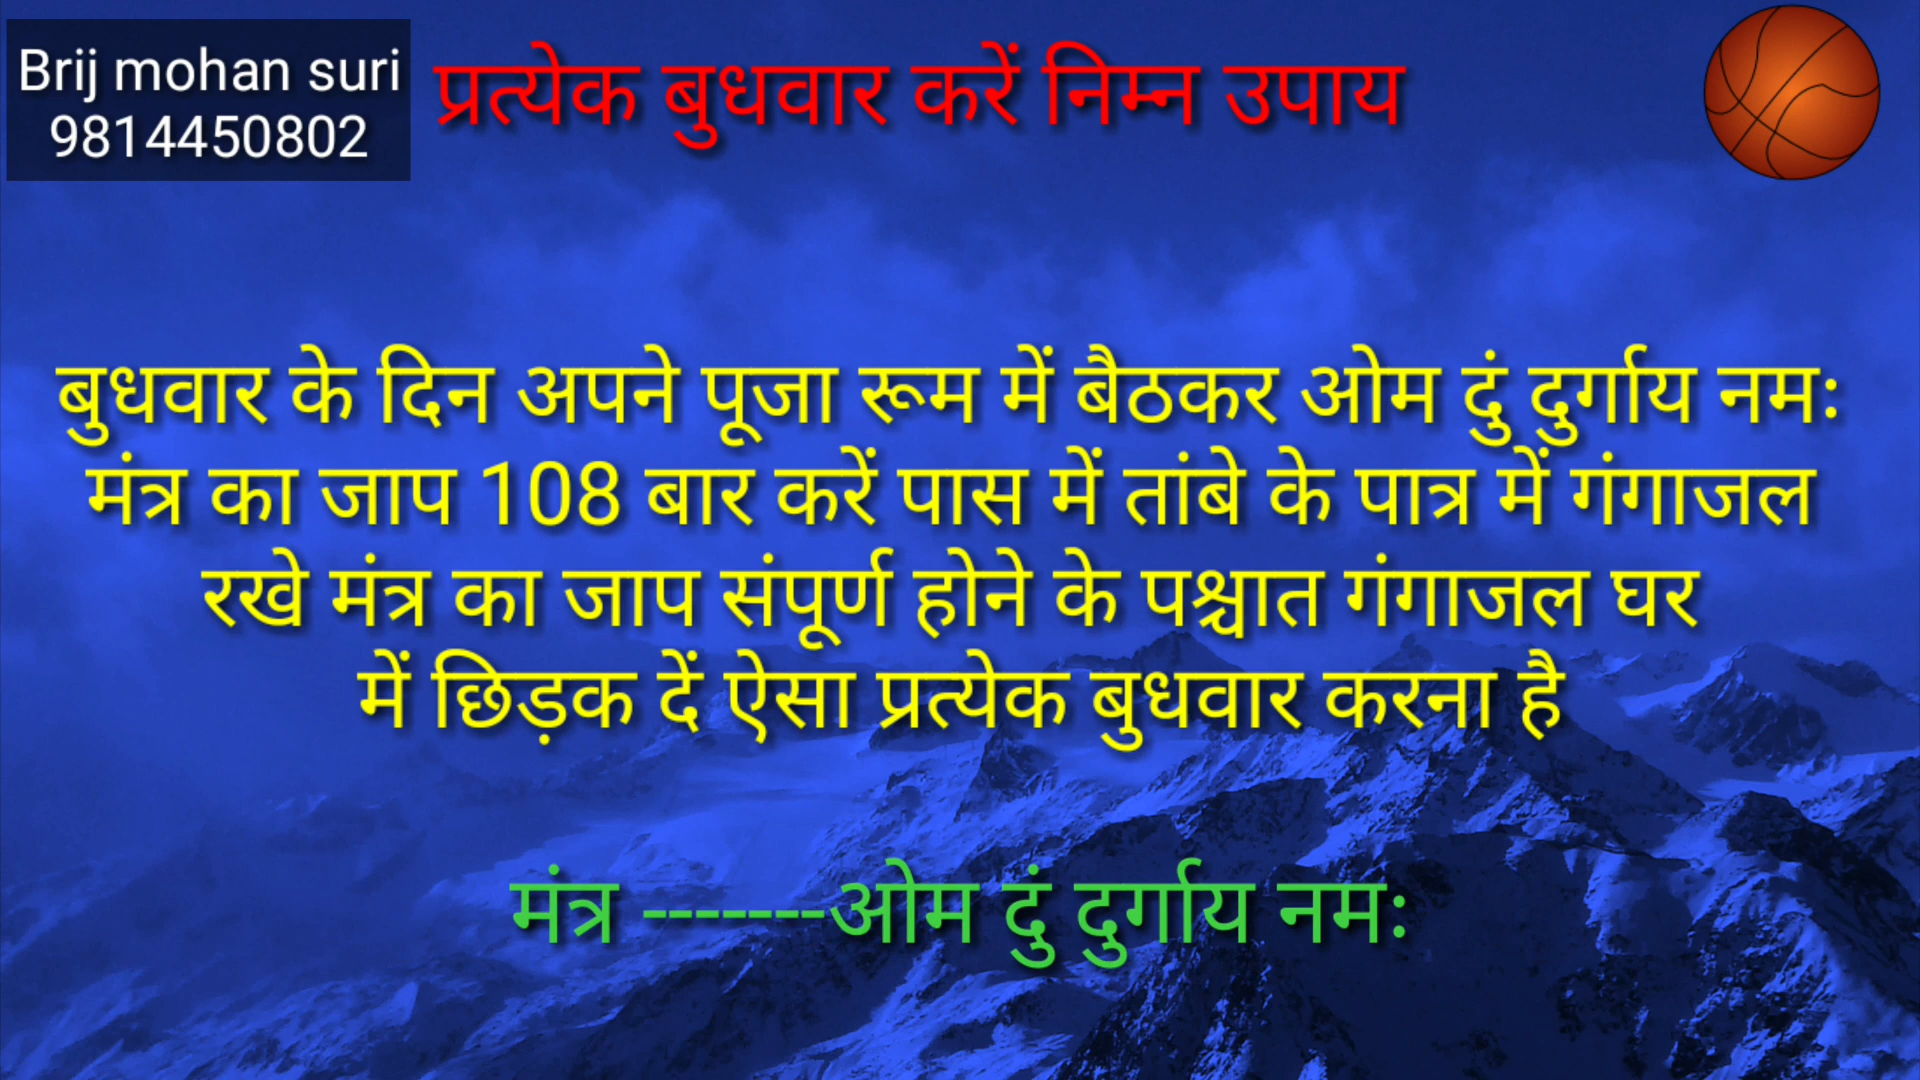 Brij mohan suri
9814450802
प्रत्येक बुधवार करें निम्न उपाय
बुधवार के दिन अपने पूजा रूम में बैठकर ओम दुं दुर्गाय नमः
मंत्र का जाप 108 बार करें पास में तांबे के पात्र में गंगाजल
रखे मंत्र का जाप संपूर्ण होने के पश्चात गंगाजल घर
में छिड़क दें ऐसा प्रत्येक बुधवार करना है
मंत्र -------ओम दुं दुर्गाय नमः